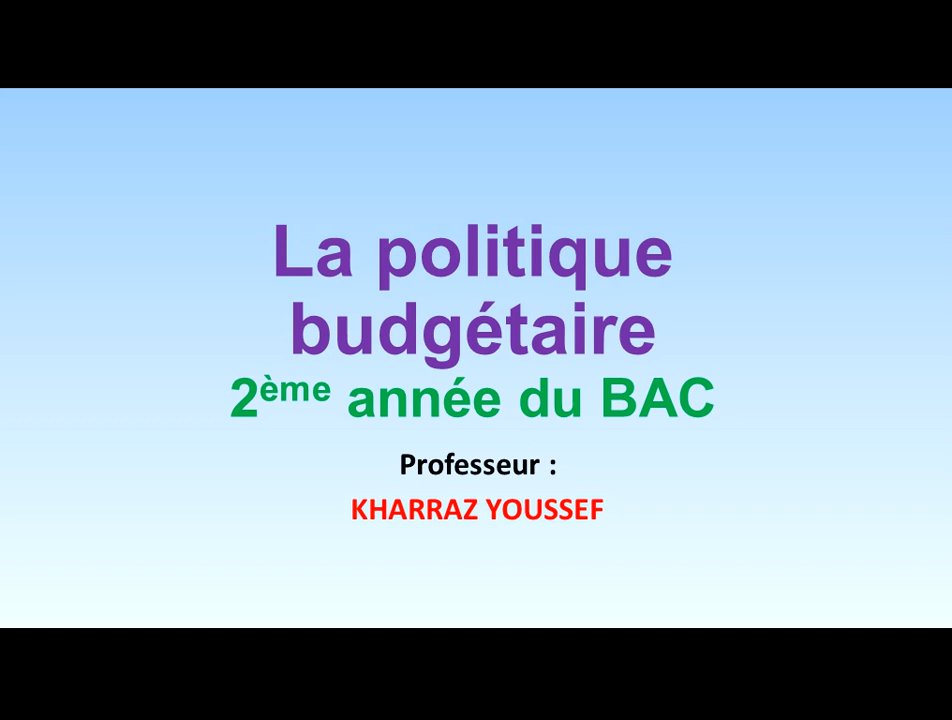 La politique
budgétaire
2ème année du BAC
Professeur :
KHARRAZ YOUSSEF